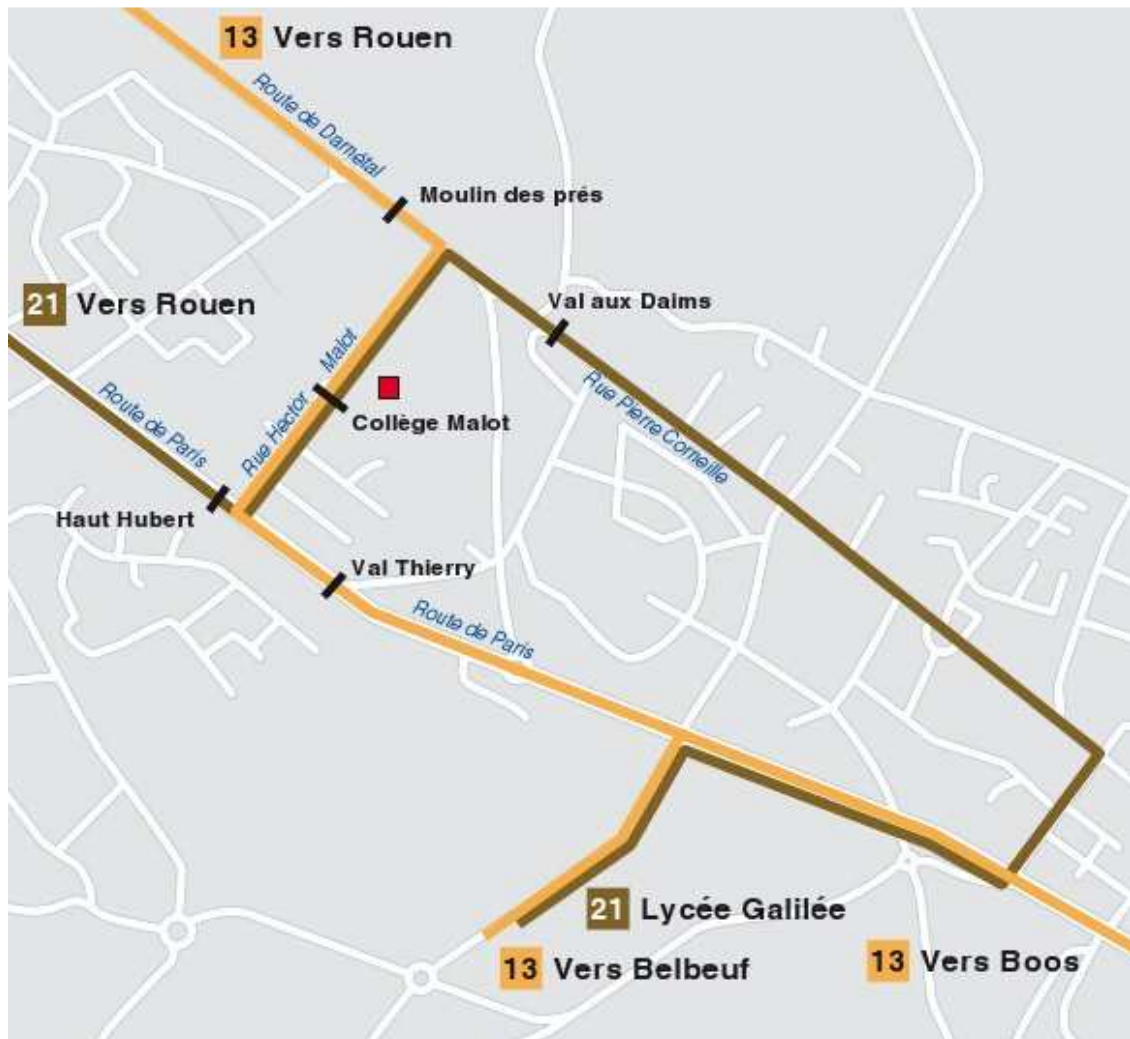 13 Vers Rouen
Route de Darnétal
Moulin des prés
21 Vers Rouen
Val aux Daims
Rue Hector Malot
Route de Paris
Collège Malot
Rue Pierre Corneille
Haut Hubert
Val Thierry
Route de Paris
21 Lycée Galilée
13 Vers Belbeuf
13 Vers Boos